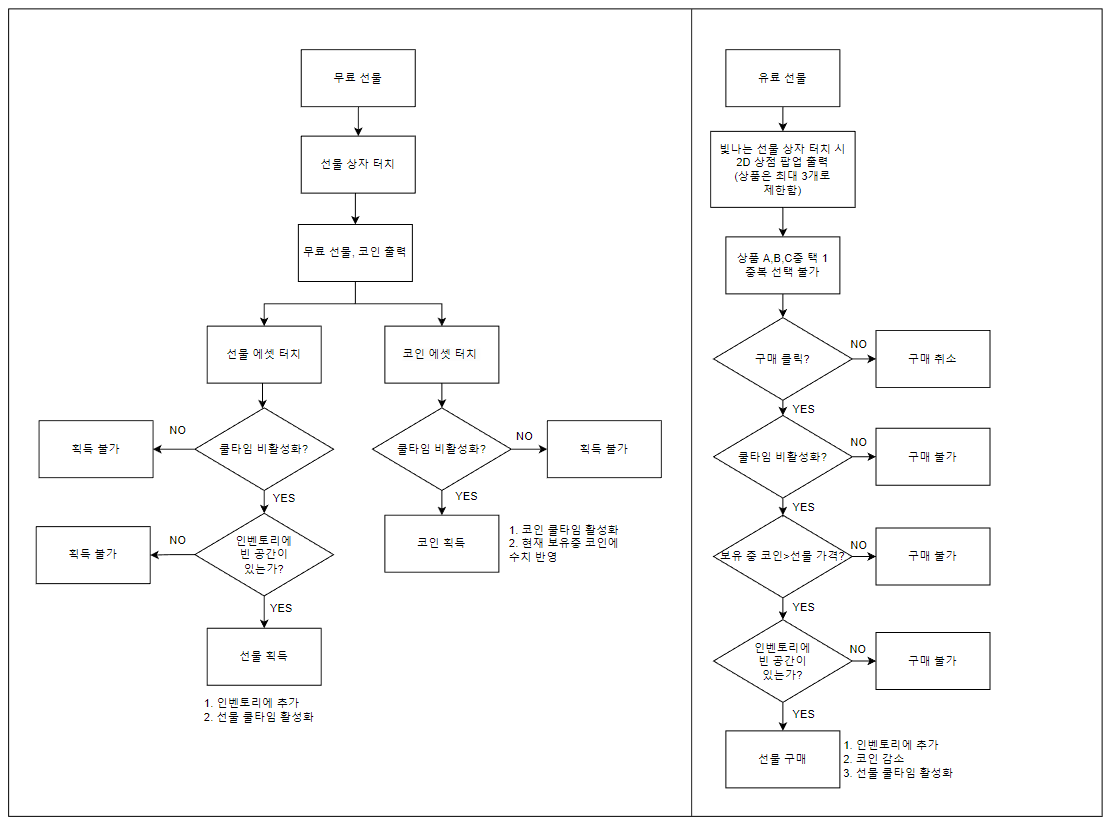 무료 선물
선물 상자 터치
무료 선물, 코인 출력
선물 에셋 터치
코인 에셋 터치
획득 불가
NO
쿨타임 비활성화?
쿨타임 비활성화?
NO
획득 불가
YES
YES
획득 불가
NO
인벤토리에
빈 공간이
있는가?
코인 획득
1. 코인 쿨타임 활성화
2. 현재 보유중 코인에
수치 반영
YES
선물 획득
1. 인벤토리에 추가
2. 선물 쿨타임 활성화
유료 선물
빛나는 선물 상자 터치 시
2D 상점 팝업 출력
(상품은 최대 3개로
제한함)
상품 A,B,C중 택 1
중복 선택 불가
구매 클릭?
NO
구매 취소
YES
쿨타임 비활성화?
NO
구매 불가
YES
보유 중 코인>선물 가격?
NO
구매 불가
YES
인벤토리에
빈 공간이
있는가?
NO
구매 불가
YES
선물 구매
1. 인벤토리에 추가
2. 코인 감소
3. 선물 쿨타임 활성화